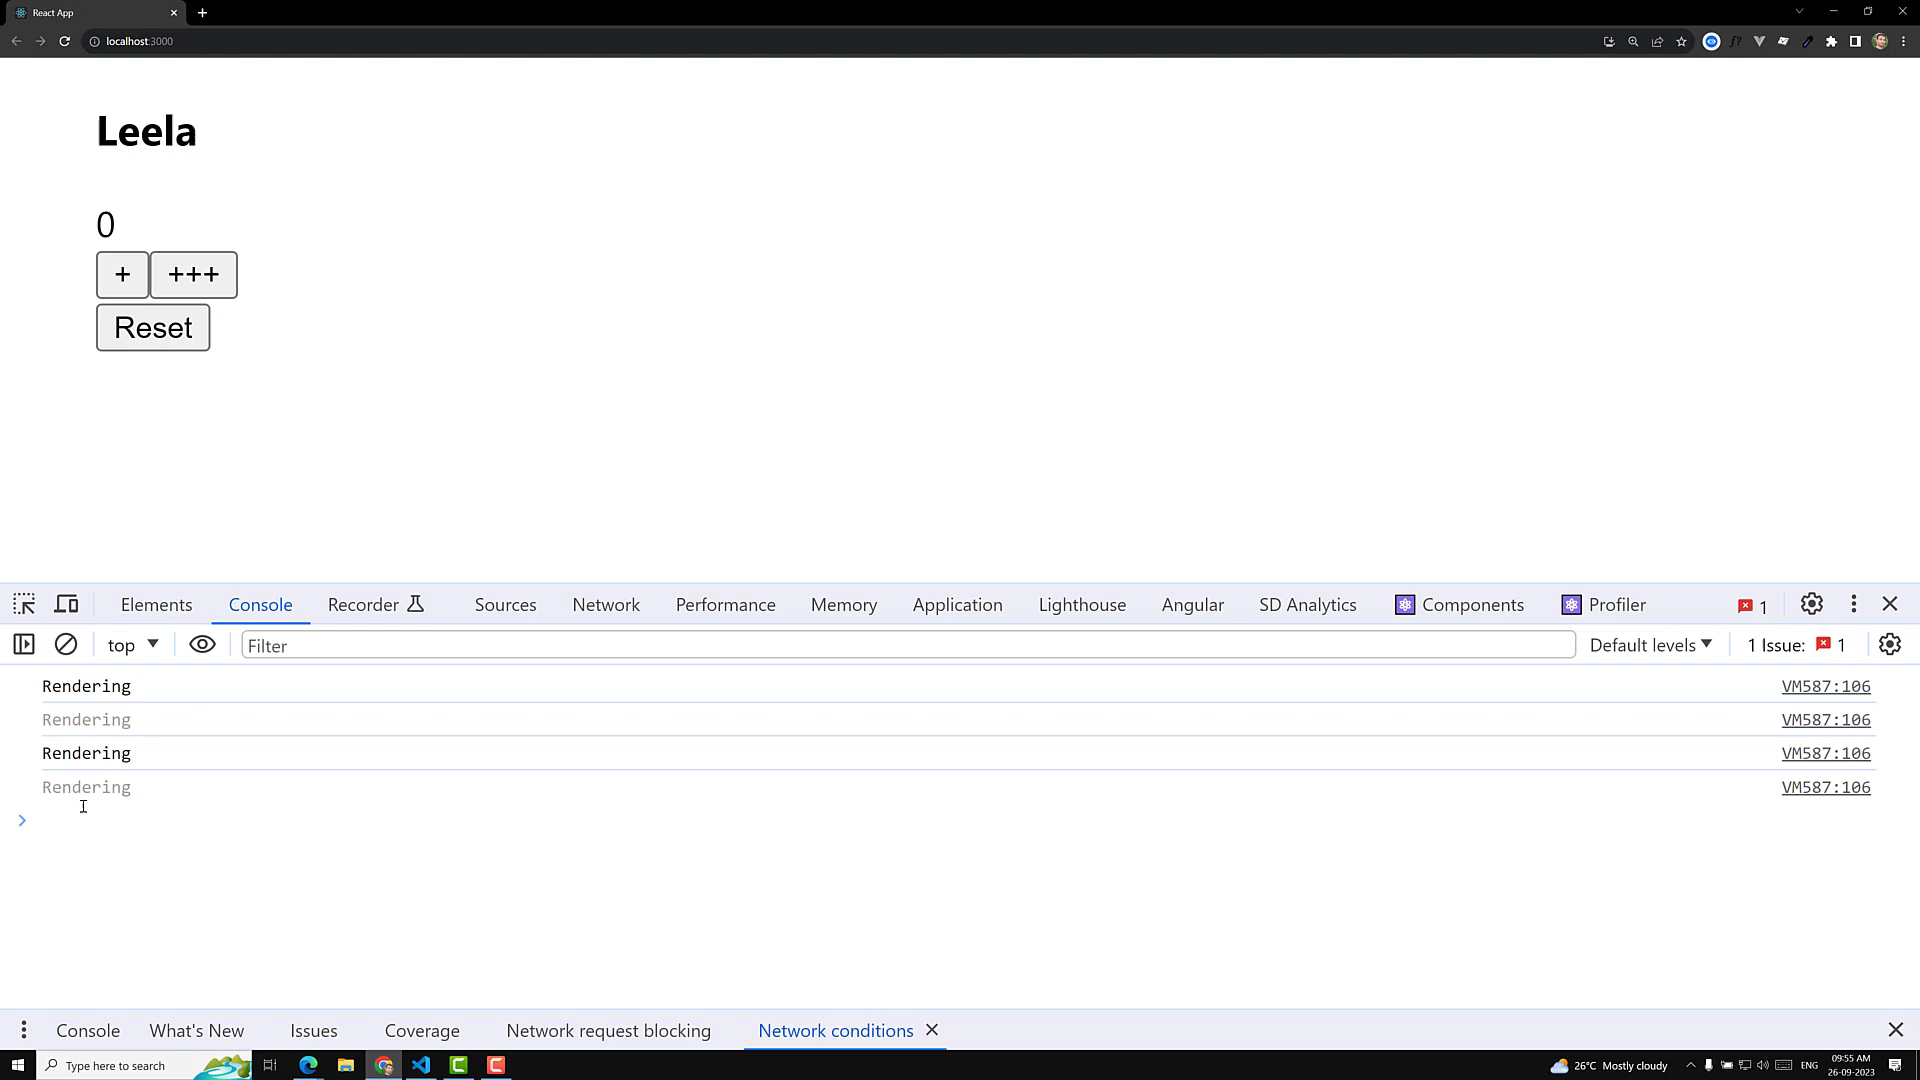 React App
localhost:3000
Leela
0
+ +++
Reset
Elements Console Recorder Sources Network Performance Memory Application Lighthouse Angular SD Analytics Components Profiler 1
top Filter Default levels 1 Issue: 1
Rendering VM587:106
Rendering VM587:106
Rendering VM587:106
Rendering VM587:106
Console What's New Issues Coverage Network request blocking Network conditions
Type here to search 26°C Mostly cloudy ENG 09:55 AM
26-09-2023